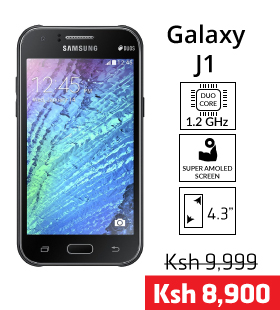 Galaxy
J1
SAMSUNG DUOS
12:45
DUO
CORE
1.2 GHz
SUPER AMOLED
SCREEN
4.3"
Ksh 9,999
Ksh 8,900